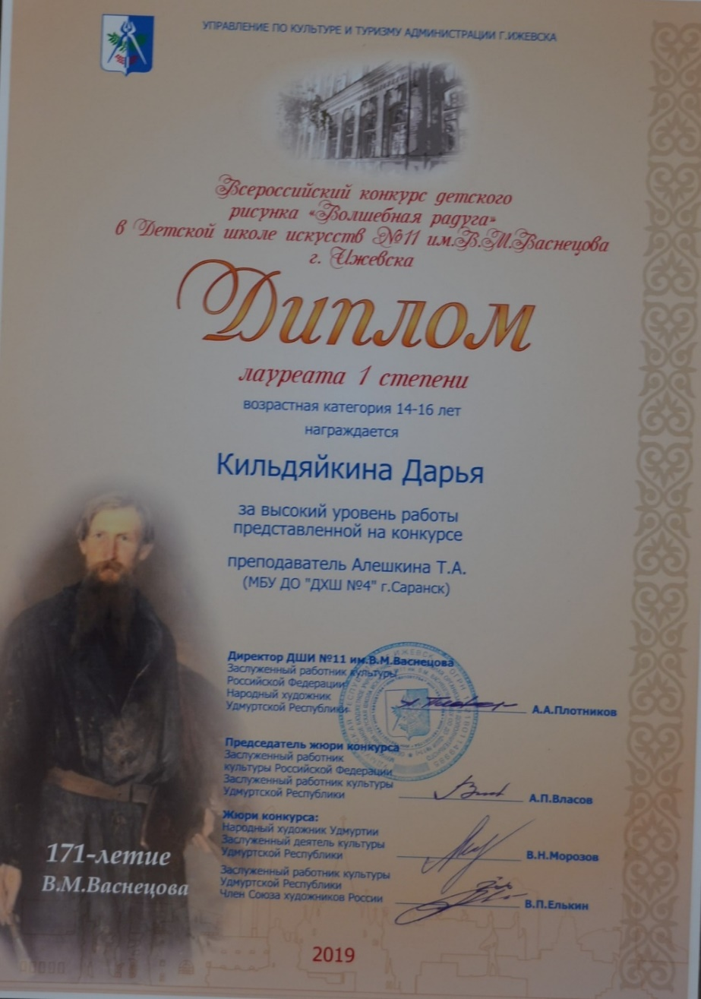 УПРАВЛЕНИЕ ПО КУЛЬТУРЕ И ТУРИЗМУ АДМИНИСТРАЦИИ Г.ИЖЕВСКА
Всероссийский конкурс детского
рисунка «Волшебная радуга»
в Детской школе искусств №11 им.В.М.Васнецова
г. Ижевска
Диплом
лауреата 1 степени
возрастная категория 14-16 лет
награждается
Кильдяйкина Дарья
за высокий уровень работы
представленной на конкурсе
преподаватель Алешкина Т.А.
(МБУ ДО "ДХШ №4" г.Саранск)
Директор ДШИ №11 им.В.М.Васнецова
Заслуженный работник культуры
Российской Федерации
Народный художник
Удмуртской Республики
А.А.Плотников
Председатель жюри конкурса
Заслуженный работник
культуры Российской Федерации
Заслуженный работник культуры
Удмуртской Республики
А.П.Власов
Жюри конкурса:
Народный художник Удмуртии
Заслуженный деятель культуры
Удмуртской Республики
В.Н.Морозов
Заслуженный работник культуры
Удмуртской Республики
Член Союза художников России
В.П.Елькин
171-летие
В.М.Васнецова
2019